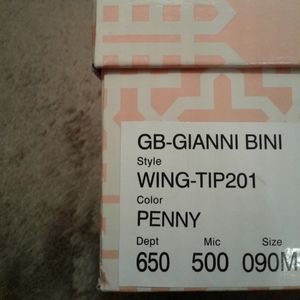 GB-GIANNI BINI
Style
WING-TIP201
Color
PENNY
Dept Mic Size
650 500 090M